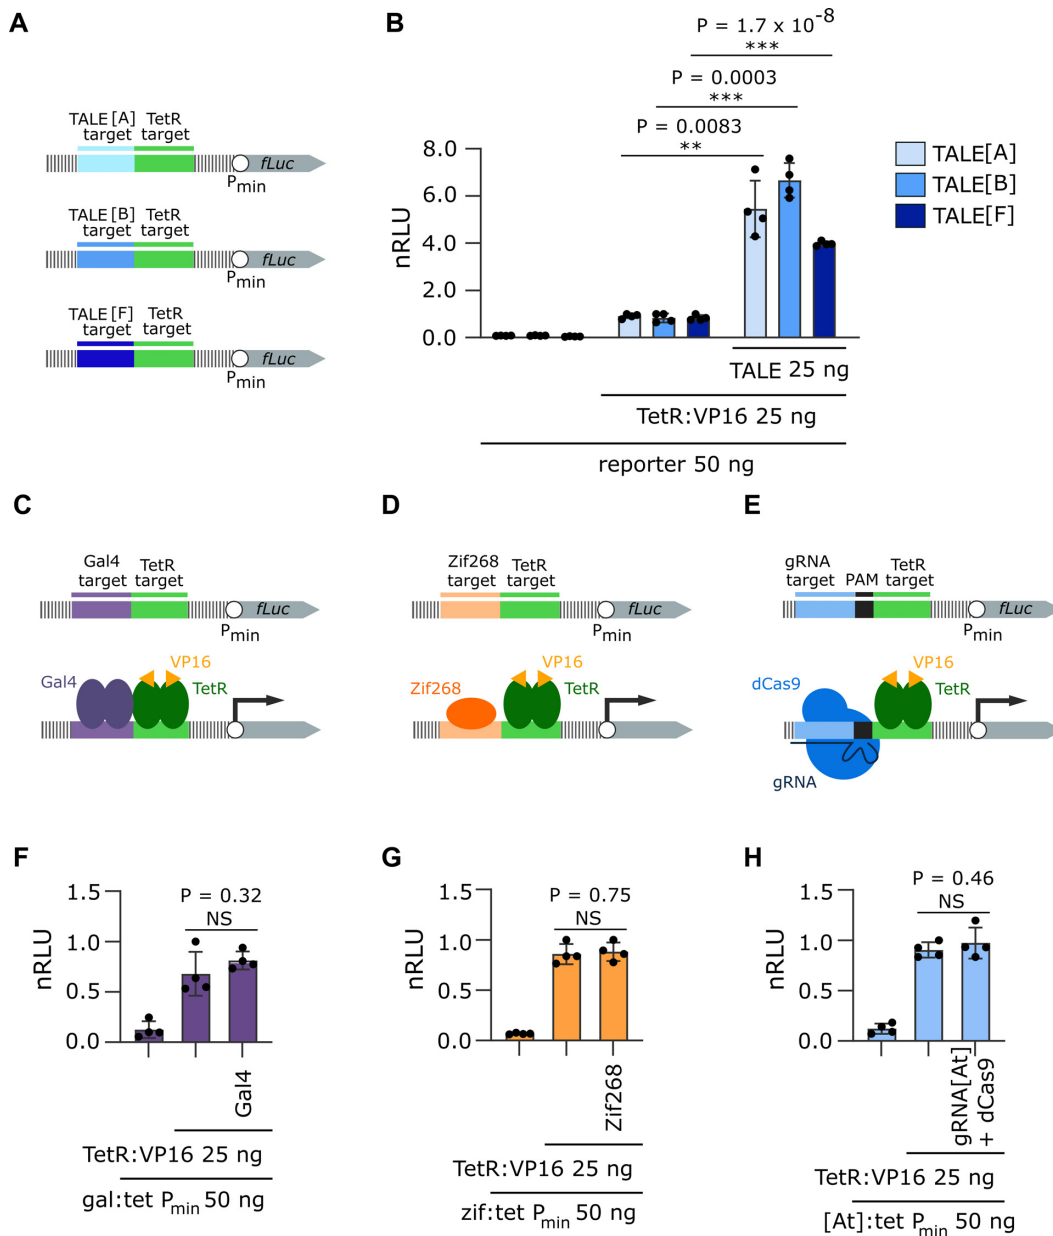 A
TALE [A] TetR
target target
fLuc
Pmin
TALE [B] TetR
target target
fLuc
Pmin
TALE [F] TetR
target target
fLuc
Pmin
B
P = 1.7 x 10-8
***
P = 0.0003
***
P = 0.0083
**
nRLU
8.0
6.0
4.0
2.0
0.0
TALE[A]
TALE[B]
TALE[F]
TALE 25 ng
TetR:VP16 25 ng
reporter 50 ng
C
Gal4 TetR
target target
fLuc
Pmin
VP16
Gal4
TetR
D
Zif268 TetR
target target
fLuc
Pmin
VP16
Zif268
TetR
E
gRNA TetR
target PAM target
fLuc
Pmin
VP16
dCas9
TetR
gRNA
F
nRLU
1.5
1.0
0.5
0.0
P = 0.32
NS
Gal4
TetR:VP16 25 ng
gal:tet Pmin 50 ng
G
nRLU
1.5
1.0
0.5
0.0
P = 0.75
NS
Zif268
TetR:VP16 25 ng
zif:tet Pmin 50 ng
H
nRLU
1.5
1.0
0.5
0.0
P = 0.46
NS
gRNA[At]
+ dCas9
TetR:VP16 25 ng
[At]:tet Pmin 50 ng